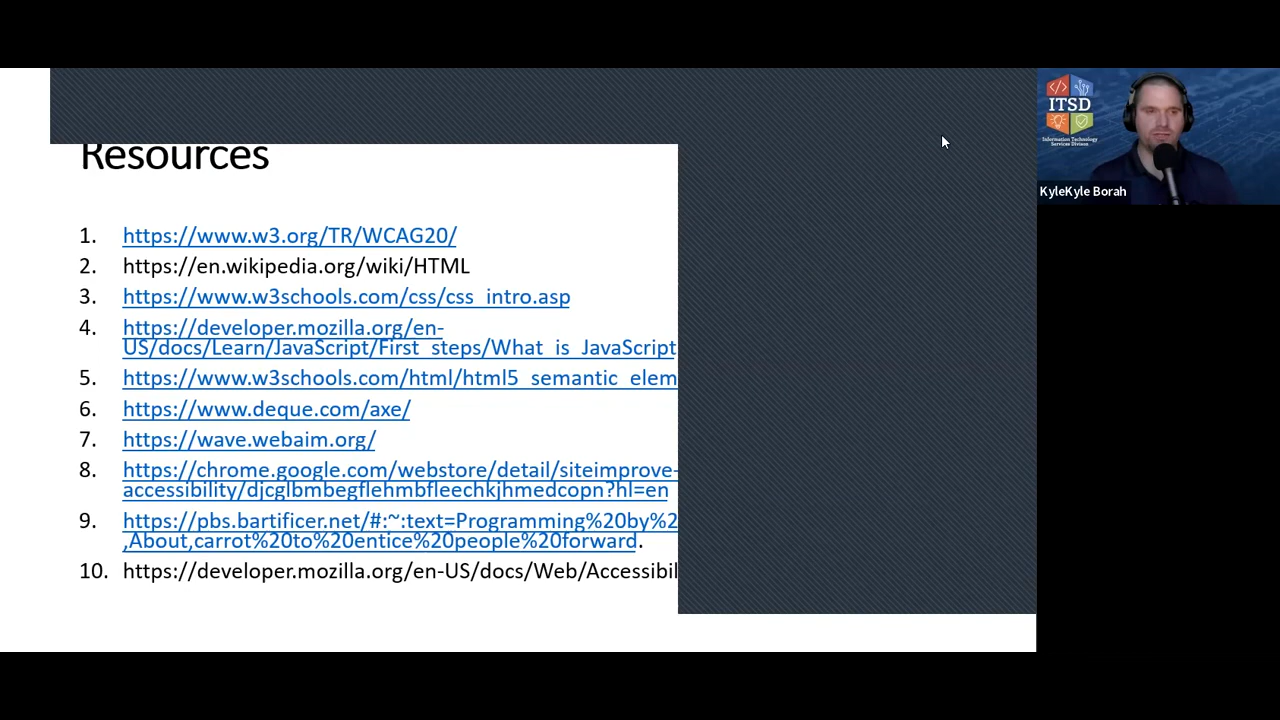 Resources
1. https://www.w3.org/TR/WCAG20/
2. https://en.wikipedia.org/wiki/HTML
3. https://www.w3schools.com/css/css_intro.asp
4. https://developer.mozilla.org/en-
US/docs/Learn/JavaScript/First_steps/What_is_JavaScript
5. https://www.w3schools.com/html/html5_semantic_elem
6. https://www.deque.com/axe/
7. https://wave.webaim.org/
8. https://chrome.google.com/webstore/detail/siteimprove-
accessibility/djcglbmbegflehmbfleechkjhmedcopn?hl=en
9. https://pbs.bartificer.net/#:~:text=Programming%20by%2
,About,carrot%20to%20entice%20people%20forward.
10. https://developer.mozilla.org/en-US/docs/Web/Accessibil
ITSD
Information Technology
Services Division
KyleKyle Borah